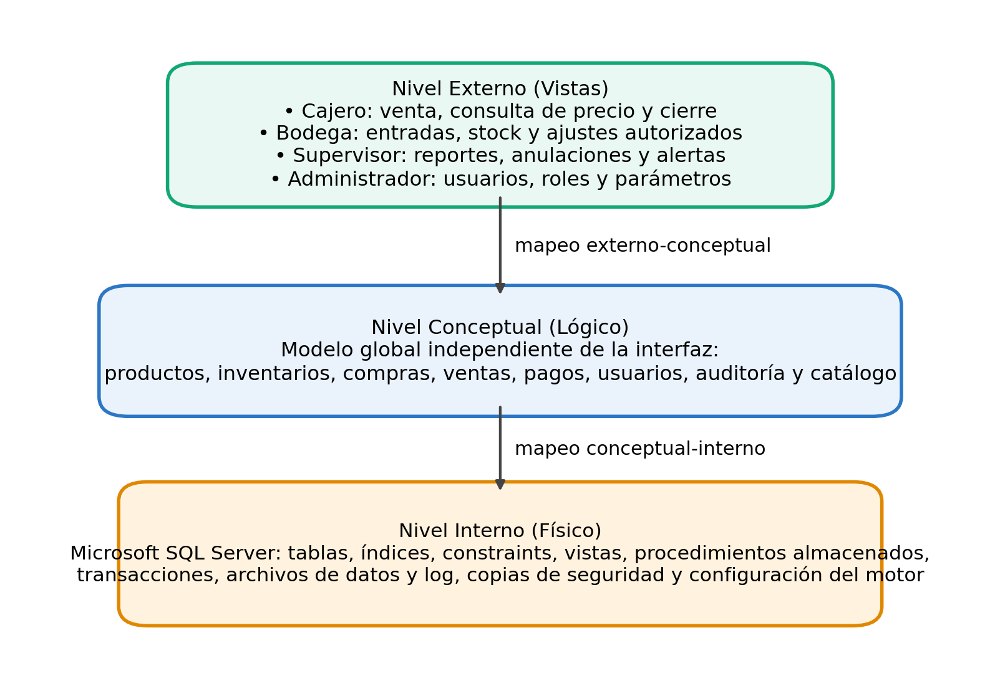 Nivel Externo (Vistas)
• Cajero: venta, consulta de precio y cierre
• Bodega: entradas, stock y ajustes autorizados
• Supervisor: reportes, anulaciones y alertas
• Administrador: usuarios, roles y parámetros
mapeo externo-conceptual
Nivel Conceptual (Lógico)
Modelo global independiente de la interfaz:
productos, inventarios, compras, ventas, pagos, usuarios, auditoría y catálogo
mapeo conceptual-interno
Nivel Interno (Físico)
Microsoft SQL Server: tablas, índices, constraints, vistas, procedimientos almacenados,
transacciones, archivos de datos y log, copias de seguridad y configuración del motor